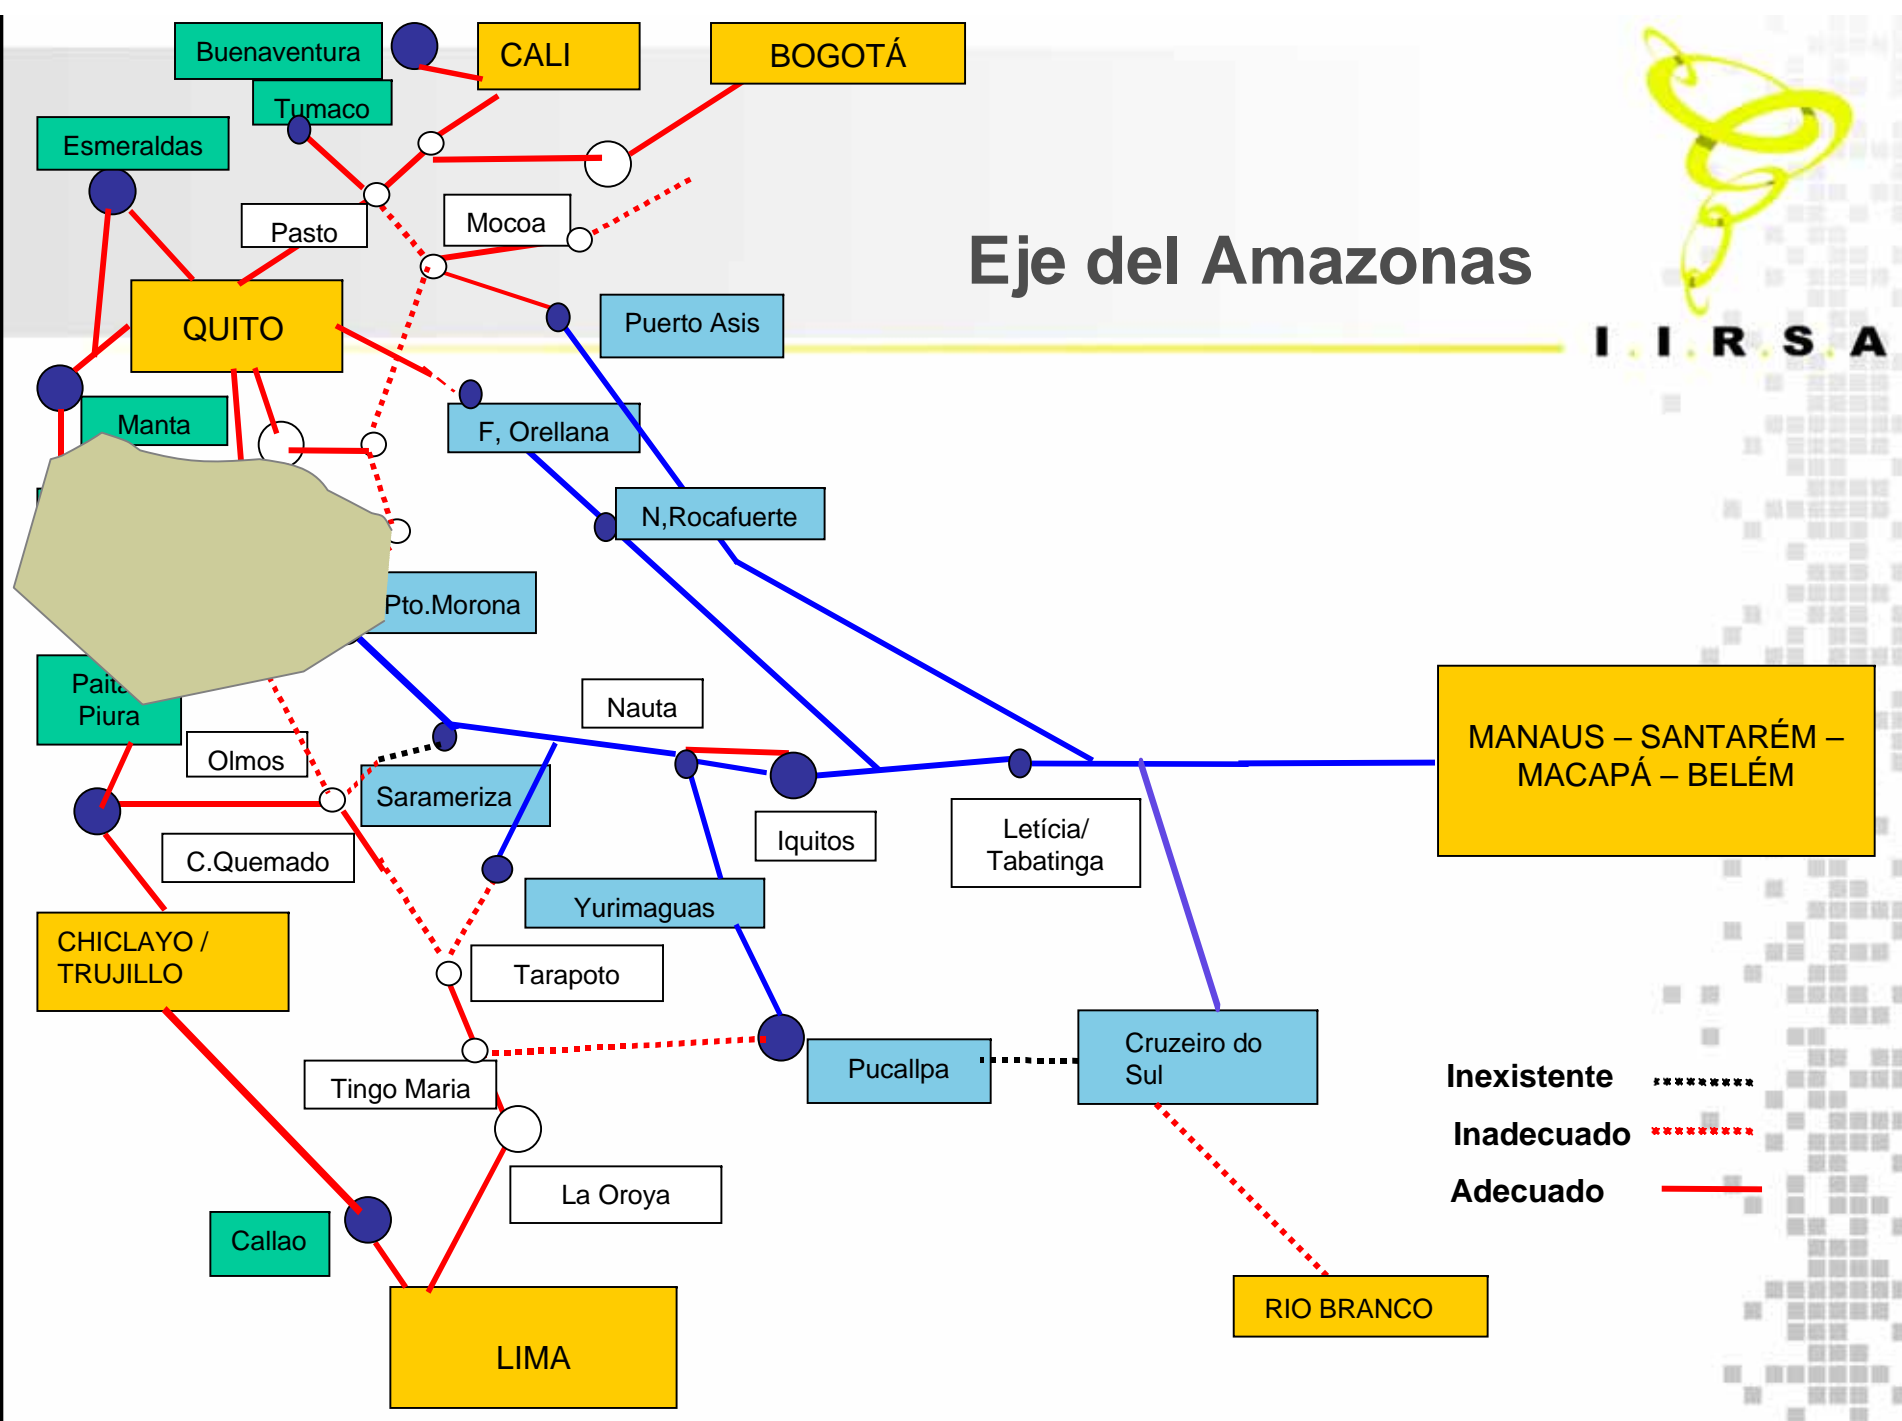 Buenaventura
CALI
BOGOTÁ
Tumaco
Esmeraldas
Pasto
Mocoa
Eje del Amazonas
QUITO
Puerto Asis
I.I.R.S.A
Manta
F, Orellana
N,Rocafuerte
Pto.Morona
Piura
Nauta
MANAUS – SANTARÉM –
MACAPÁ – BELÉM
Olmos
Sarameriza
Iquitos
Letícia/
Tabatinga
C.Quemado
Yurimaguas
CHICLAYO /
TRUJILLO
Tarapoto
Cruzeiro do
Sul
Pucallpa
Tingo Maria
Inexistente
Inadecuado
Adecuado
La Oroya
Callao
RIO BRANCO
LIMA